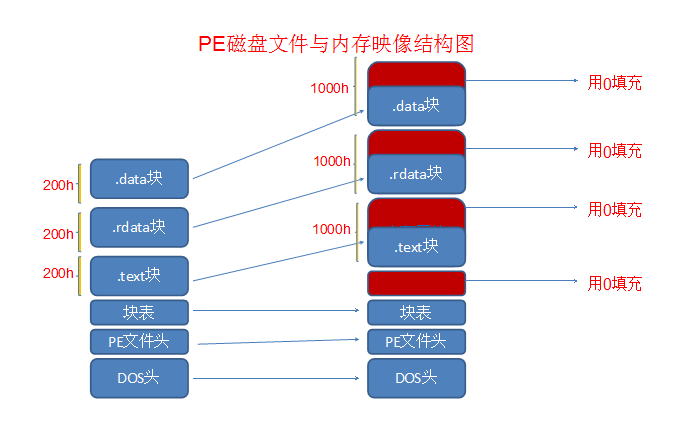 PE磁盘文件与内存映像结构图
1000h
.data块
用0填充
1000h
.rdata块
用0填充
200h
.data块
1000h
.text块
用0填充
200h
.rdata块
200h
.text块
用0填充
块表
块表
PE文件头
PE文件头
DOS头
DOS头